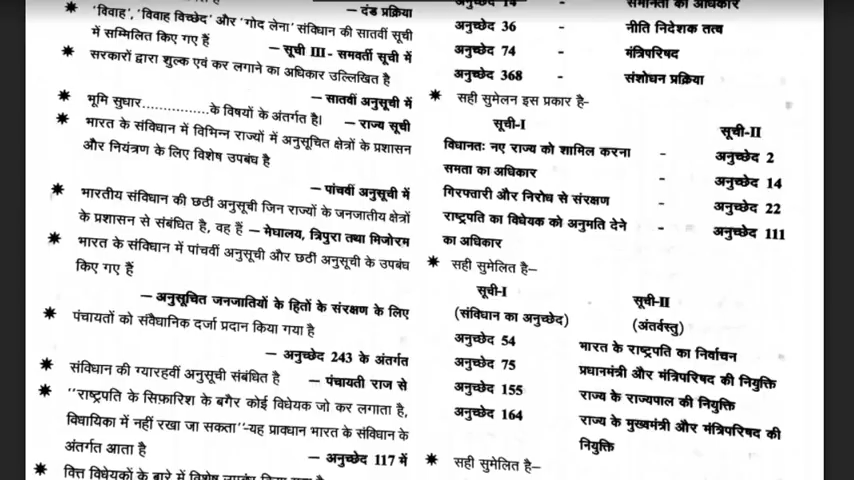 – दंड प्रक्रिया
* 'विवाह', 'विवाह विच्छेद' और 'गोद लेना' संविधान की सातवीं सूची
में सम्मिलित किए गए हैं
– सूची III - समवर्ती सूची में
* सरकारों द्वारा शुल्क एवं कर लगाने का अधिकार उल्लिखित है
– सातवीं अनुसूची में
* भूमि सुधार................के विषयों के अंतर्गत है।
– राज्य सूची
* भारत के संविधान में विभिन्न राज्यों में अनुसूचित क्षेत्रों के प्रशासन
और नियंत्रण के लिए विशेष उपबंध है
– पांचवीं अनुसूची में
* भारतीय संविधान की छठीं अनुसूची जिन राज्यों के जनजातीय क्षेत्रों
के प्रशासन से संबंधित है, वह हैं – मेघालय, त्रिपुरा तथा मिजोरम
* भारत के संविधान में पांचवीं अनुसूची और छठीं अनुसूची के उपबंध
किए गए हैं
– अनुसूचित जनजातियों के हितों के संरक्षण के लिए
* पंचायतों को संवैधानिक दर्जा प्रदान किया गया है
– अनुच्छेद 243 के अंतर्गत
* संविधान की ग्यारहवीं अनुसूची संबंधित है – पंचायती राज से
* ''राष्ट्रपति के सिफ़ारिश के बगैर कोई विधेयक जो कर लगाता है,
विधायिका में नहीं रखा जा सकता''-यह प्रावधान भारत के संविधान के
अंतर्गत आता है
– अनुच्छेद 117 में
* वित्त विधेयकों के बारे में विशेष उपबंध किया गया है
अनुच्छेद 14 - समानता का अधिकार
अनुच्छेद 36 - नीति निदेशक तत्व
अनुच्छेद 74 - मंत्रिपरिषद
अनुच्छेद 368 - संशोधन प्रक्रिया
* सही सुमेलन इस प्रकार है-
सूची-I सूची-II
विधानतः नए राज्य को शामिल करना - अनुच्छेद 2
समता का अधिकार - अनुच्छेद 14
गिरफ्तारी और निरोध से संरक्षण - अनुच्छेद 22
राष्ट्रपति का विधेयक को अनुमति देने - अनुच्छेद 111
का अधिकार
* सही सुमेलित है–
सूची-I सूची-II
(संविधान का अनुच्छेद) (अंतर्वस्तु)
अनुच्छेद 54 भारत के राष्ट्रपति का निर्वाचन
अनुच्छेद 75 प्रधानमंत्री और मंत्रिपरिषद की नियुक्ति
अनुच्छेद 155 राज्य के राज्यपाल की नियुक्ति
अनुच्छेद 164 राज्य के मुख्यमंत्री और मंत्रिपरिषद की
नियुक्ति
* सही सुमेलित है–